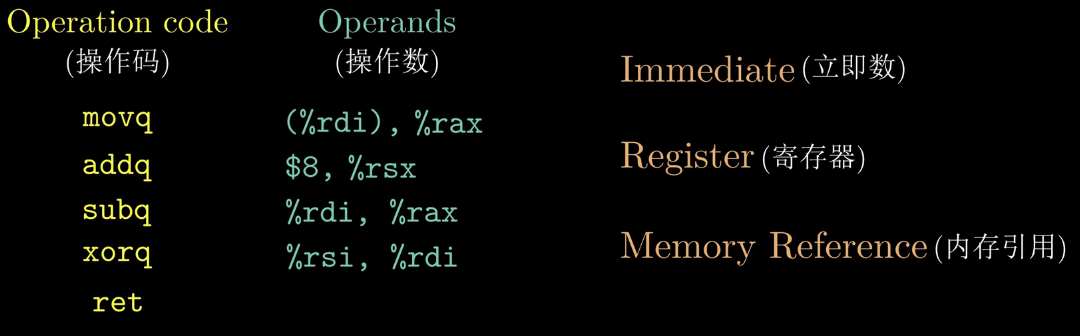 Operation code
(操作码)
Operands
(操作数)
movq (%rdi), %rax
addq $8, %rsx
subq %rdi, %rax
xorq %rsi, %rdi
ret
Immediate (立即数)
Register (寄存器)
Memory Reference (内存引用)